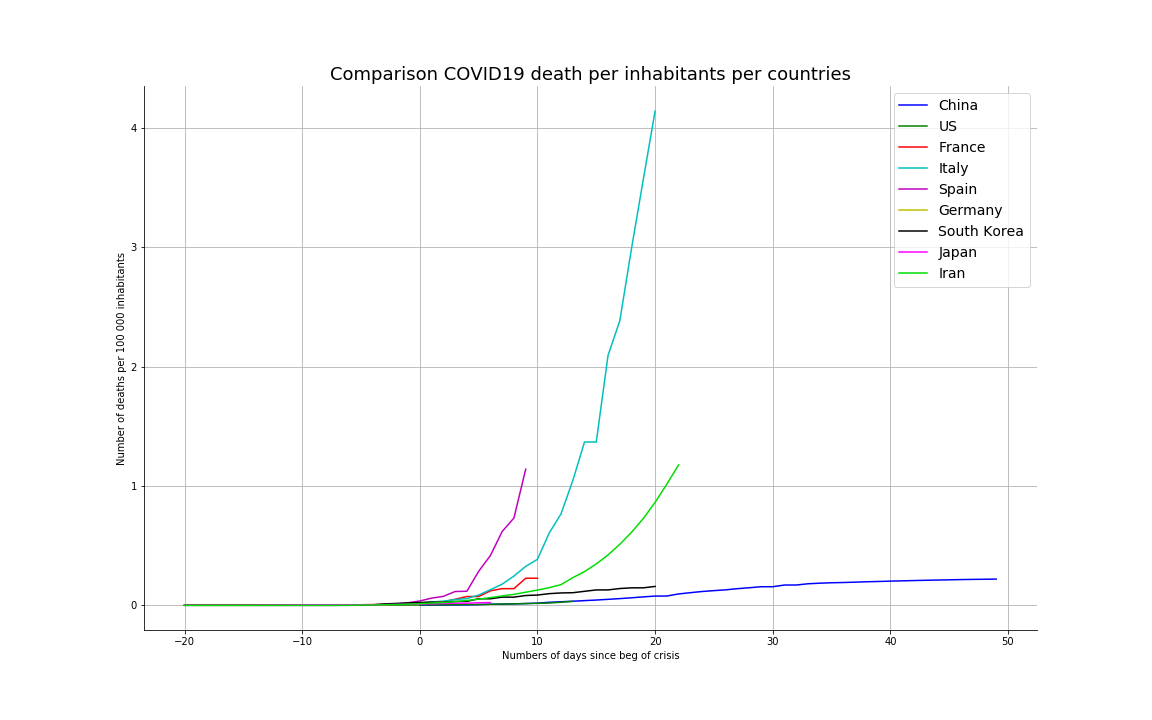 Comparison COVID19 death per inhabitants per countries
China
US
France
Italy
Spain
Germany
South Korea
Japan
Iran
Number of deaths per 100 000 inhabitants
4
3
2
1
0
−20 −10 0 10 20 30 40 50
Numbers of days since beg of crisis